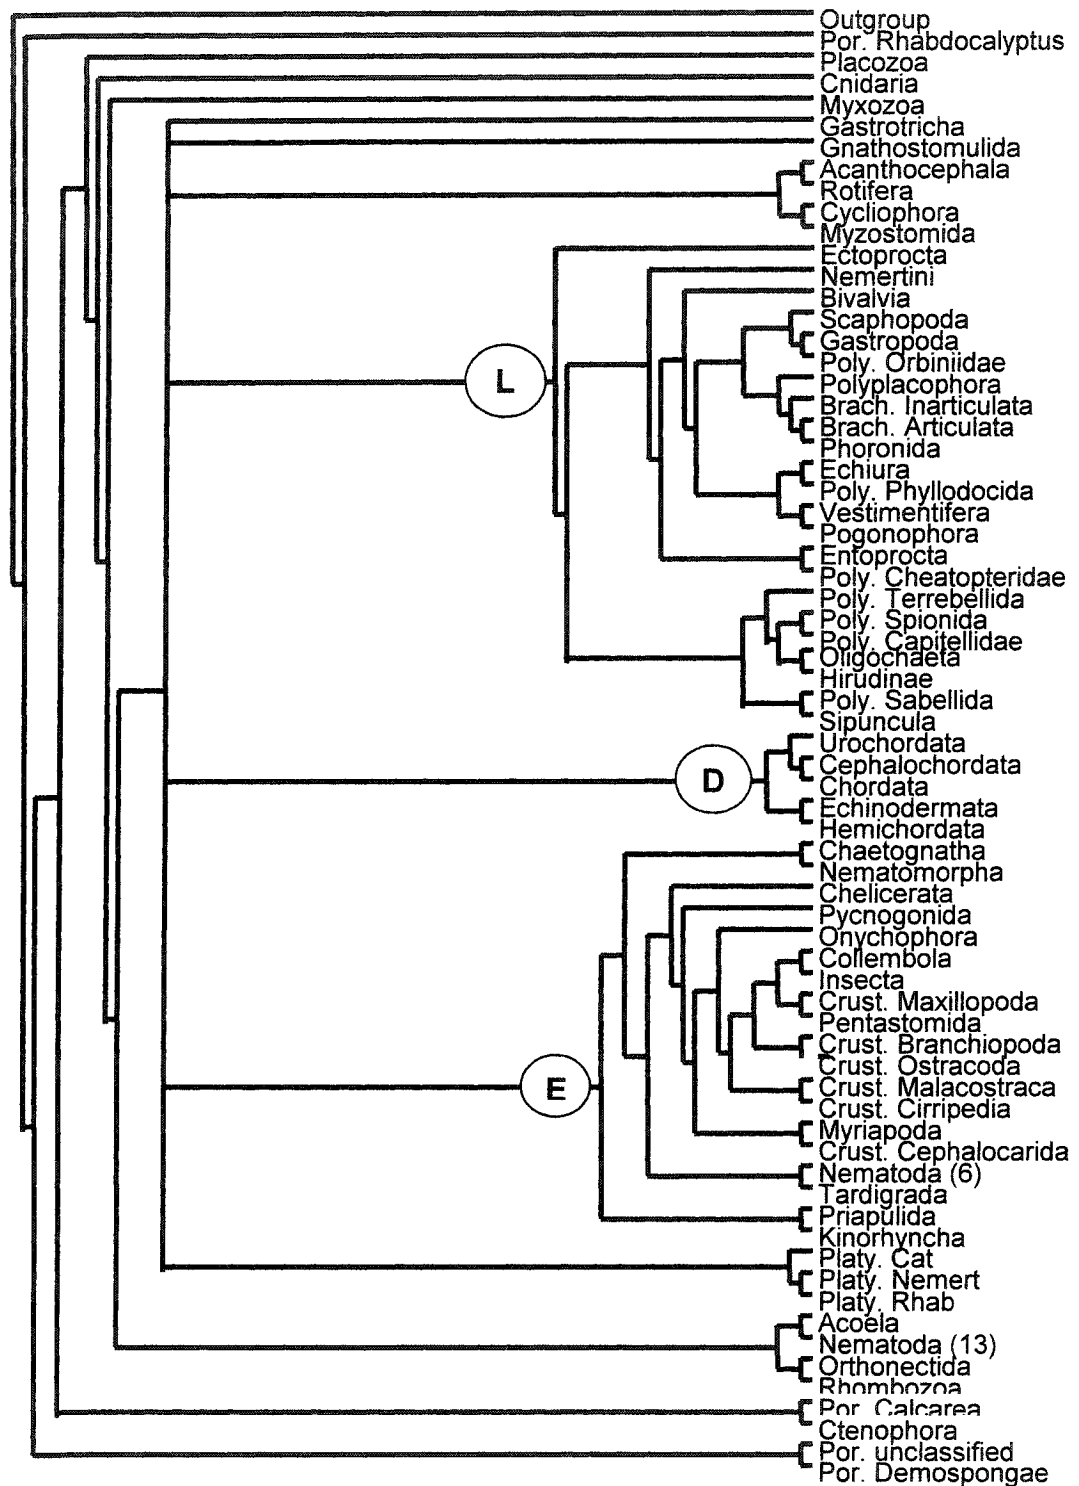 Outgroup
Por. Rhabdocalyptus
Placozoa
Cnidaria
Myxozoa
Gastrotricha
Gnathostomulida
Acanthocephala
Rotifera
Cycliophora
Myzostomida
Ectoprocta
Nemertini
Bivalvia
Scaphopoda
Gastropoda
Poly. Orbiniidae
L
Polyplacophora
Brach. Inarticulata
Brach. Articulata
Phoronida
Echiura
Poly. Phyllodocida
Vestimentifera
Pogonophora
Entoprocta
Poly. Cheatopteridae
Poly. Terrebellida
Poly. Spionida
Poly. Capitellidae
Oligochaeta
Hirudinae
Poly. Sabellida
Sipuncula
Urochordata
Cephalochordata
D
Chordata
Echinodermata
Hemichordata
Chaetognatha
Nematomorpha
Chelicerata
Pycnogonida
Onychophora
Collembola
Insecta
Crust. Maxillopoda
Pentastomida
Crust. Branchiopoda
Crust. Ostracoda
E
Crust. Malacostraca
Crust. Cirripedia
Myriapoda
Crust. Cephalocarida
Nematoda (6)
Tardigrada
Priapulida
Kinorhyncha
Platy. Cat
Platy. Nemert
Platy. Rhab
Acoela
Nematoda (13)
Orthonectida
Rhombozoa
Por. Calcarea
Ctenophora
Por. unclassified
Por. Demospongae